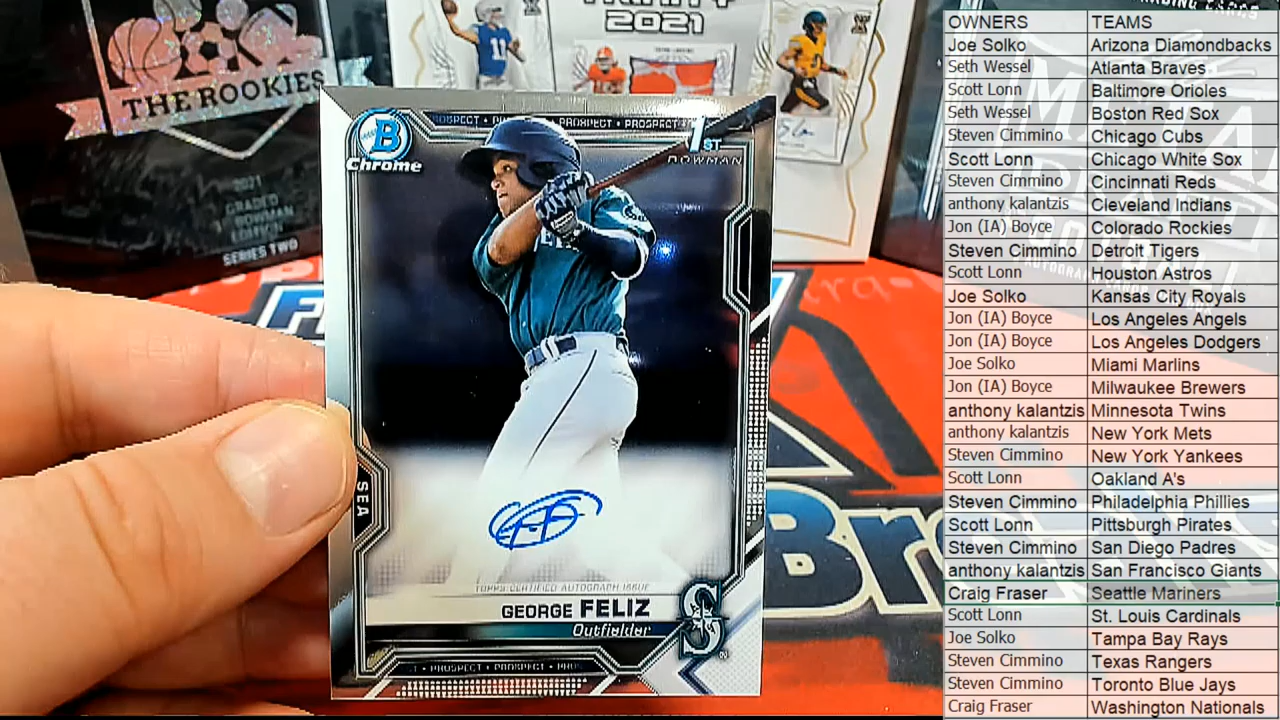 THE ROOKIES
2021
GRADED
1ST BOWMAN
EDITION
SERIES TWO
2021
B
Chrome
PROSPECT • PROSPECT • PROSPECT
1ST
BOWMAN
SEA
TOPPS CERTIFIED AUTOGRAPH ISSUE
GEORGE FELIZ
Outfielder
S
PROSPECT • PROSPECT • PRO
Br
OWNERS TEAMS
Joe Solko Arizona Diamondbacks
Seth Wessel Atlanta Braves
Scott Lonn Baltimore Orioles
Seth Wessel Boston Red Sox
Steven Cimmino Chicago Cubs
Scott Lonn Chicago White Sox
Steven Cimmino Cincinnati Reds
anthony kalantzis Cleveland Indians
Jon (IA) Boyce Colorado Rockies
Steven Cimmino Detroit Tigers
Scott Lonn Houston Astros
Joe Solko Kansas City Royals
Jon (IA) Boyce Los Angeles Angels
Jon (IA) Boyce Los Angeles Dodgers
Joe Solko Miami Marlins
Jon (IA) Boyce Milwaukee Brewers
anthony kalantzis Minnesota Twins
anthony kalantzis New York Mets
Steven Cimmino New York Yankees
Scott Lonn Oakland A's
Steven Cimmino Philadelphia Phillies
Scott Lonn Pittsburgh Pirates
Steven Cimmino San Diego Padres
anthony kalantzis San Francisco Giants
Craig Fraser Seattle Mariners
Scott Lonn St. Louis Cardinals
Joe Solko Tampa Bay Rays
Steven Cimmino Texas Rangers
Steven Cimmino Toronto Blue Jays
Craig Fraser Washington Nationals